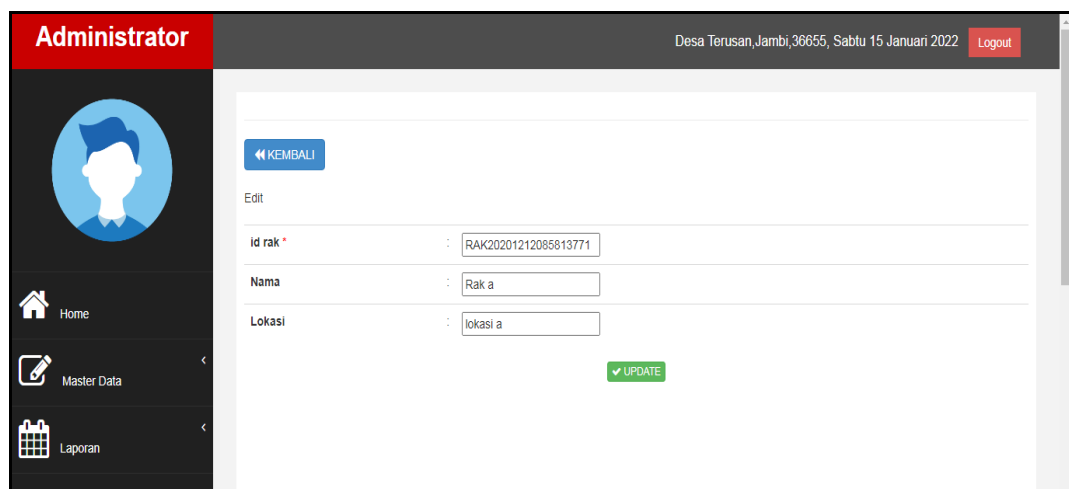 Administrator
Desa Terusan,Jambi,36655, Sabtu 15 Januari 2022 Logout
KEMBALI
Edit
id rak * : RAK20201212085813771
Nama : Rak a
Lokasi : lokasi a
UPDATE
Home
Master Data
Laporan